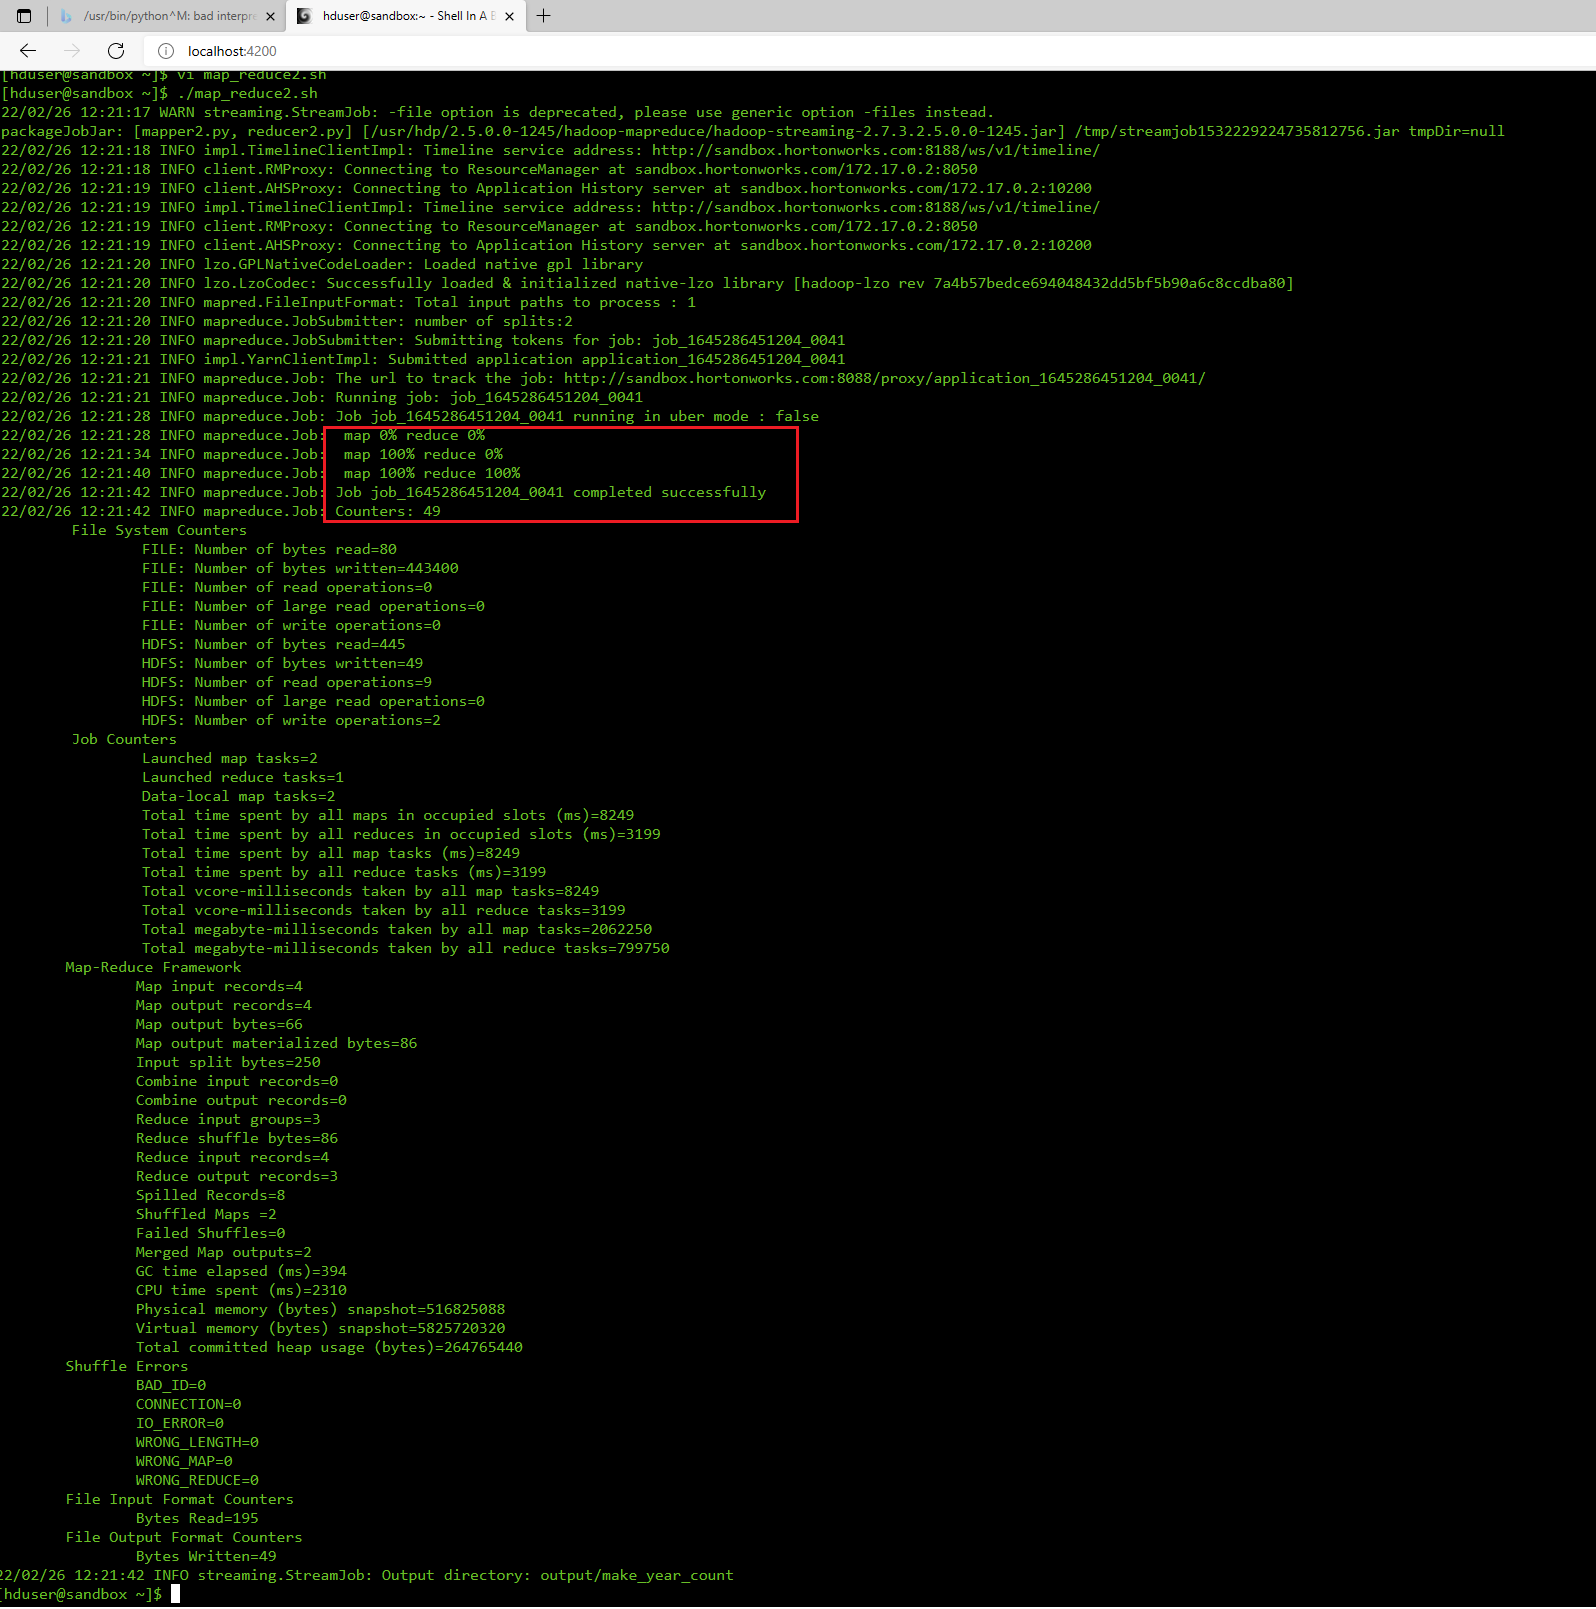 /usr/bin/python^M: bad interpre
hduser@sandbox:~ - Shell In A B
localhost:4200
[hduser@sandbox ~]$ vi map_reduce2.sh
[hduser@sandbox ~]$ ./map_reduce2.sh
22/02/26 12:21:17 WARN streaming.StreamJob: -file option is deprecated, please use generic option -files instead.
packageJobJar: [mapper2.py, reducer2.py] [/usr/hdp/2.5.0.0-1245/hadoop-mapreduce/hadoop-streaming-2.7.3.2.5.0.0-1245.jar] /tmp/streamjob1532229224735812756.jar tmpDir=null
22/02/26 12:21:18 INFO impl.TimelineClientImpl: Timeline service address: http://sandbox.hortonworks.com:8188/ws/v1/timeline/
22/02/26 12:21:18 INFO client.RMProxy: Connecting to ResourceManager at sandbox.hortonworks.com/172.17.0.2:8050
22/02/26 12:21:19 INFO client.AHSProxy: Connecting to Application History server at sandbox.hortonworks.com/172.17.0.2:10200
22/02/26 12:21:19 INFO impl.TimelineClientImpl: Timeline service address: http://sandbox.hortonworks.com:8188/ws/v1/timeline/
22/02/26 12:21:19 INFO client.RMProxy: Connecting to ResourceManager at sandbox.hortonworks.com/172.17.0.2:8050
22/02/26 12:21:19 INFO client.AHSProxy: Connecting to Application History server at sandbox.hortonworks.com/172.17.0.2:10200
22/02/26 12:21:20 INFO lzo.GPLNativeCodeLoader: Loaded native gpl library
22/02/26 12:21:20 INFO lzo.LzoCodec: Successfully loaded & initialized native-lzo library [hadoop-lzo rev 7a4b57bedce694048432dd5bf5b90a6c8ccdba80]
22/02/26 12:21:20 INFO mapred.FileInputFormat: Total input paths to process : 1
22/02/26 12:21:20 INFO mapreduce.JobSubmitter: number of splits:2
22/02/26 12:21:20 INFO mapreduce.JobSubmitter: Submitting tokens for job: job_1645286451204_0041
22/02/26 12:21:21 INFO impl.YarnClientImpl: Submitted application application_1645286451204_0041
22/02/26 12:21:21 INFO mapreduce.Job: The url to track the job: http://sandbox.hortonworks.com:8088/proxy/application_1645286451204_0041/
22/02/26 12:21:21 INFO mapreduce.Job: Running job: job_1645286451204_0041
22/02/26 12:21:28 INFO mapreduce.Job: Job job_1645286451204_0041 running in uber mode : false
22/02/26 12:21:28 INFO mapreduce.Job:  map 0% reduce 0%
22/02/26 12:21:34 INFO mapreduce.Job:  map 100% reduce 0%
22/02/26 12:21:40 INFO mapreduce.Job:  map 100% reduce 100%
22/02/26 12:21:42 INFO mapreduce.Job: Job job_1645286451204_0041 completed successfully
22/02/26 12:21:42 INFO mapreduce.Job: Counters: 49
File System Counters
FILE: Number of bytes read=80
FILE: Number of bytes written=443400
FILE: Number of read operations=0
FILE: Number of large read operations=0
FILE: Number of write operations=0
HDFS: Number of bytes read=445
HDFS: Number of bytes written=49
HDFS: Number of read operations=9
HDFS: Number of large read operations=0
HDFS: Number of write operations=2
Job Counters
Launched map tasks=2
Launched reduce tasks=1
Data-local map tasks=2
Total time spent by all maps in occupied slots (ms)=8249
Total time spent by all reduces in occupied slots (ms)=3199
Total time spent by all map tasks (ms)=8249
Total time spent by all reduce tasks (ms)=3199
Total vcore-milliseconds taken by all map tasks=8249
Total vcore-milliseconds taken by all reduce tasks=3199
Total megabyte-milliseconds taken by all map tasks=2062250
Total megabyte-milliseconds taken by all reduce tasks=799750
Map-Reduce Framework
Map input records=4
Map output records=4
Map output bytes=66
Map output materialized bytes=86
Input split bytes=250
Combine input records=0
Combine output records=0
Reduce input groups=3
Reduce shuffle bytes=86
Reduce input records=4
Reduce output records=3
Spilled Records=8
Shuffled Maps =2
Failed Shuffles=0
Merged Map outputs=2
GC time elapsed (ms)=394
CPU time spent (ms)=2310
Physical memory (bytes) snapshot=516825088
Virtual memory (bytes) snapshot=5825720320
Total committed heap usage (bytes)=264765440
Shuffle Errors
BAD_ID=0
CONNECTION=0
IO_ERROR=0
WRONG_LENGTH=0
WRONG_MAP=0
WRONG_REDUCE=0
File Input Format Counters
Bytes Read=195
File Output Format Counters
Bytes Written=49
22/02/26 12:21:42 INFO streaming.StreamJob: Output directory: output/make_year_count
[hduser@sandbox ~]$